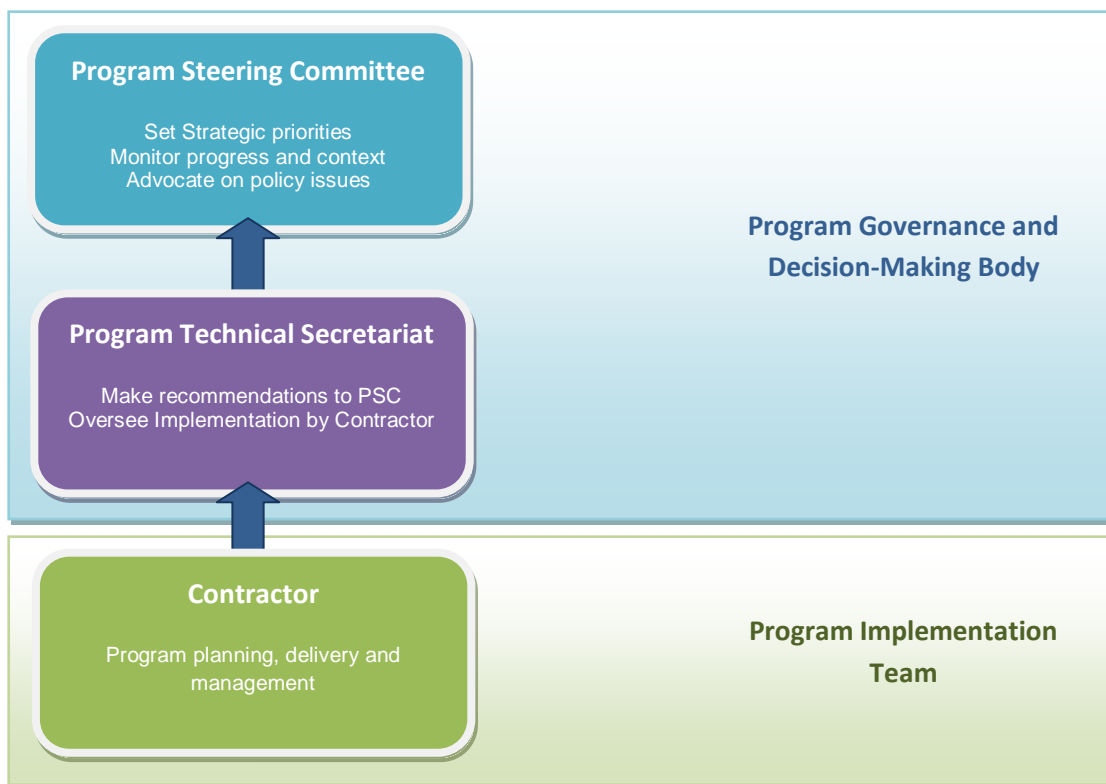 Program Steering Committee
Set Strategic priorities
Monitor progress and context
Advocate on policy issues
Program Governance and
Decision-Making Body
Program Technical Secretariat
Make recommendations to PSC
Oversee Implementation by Contractor
Contractor
Program planning, delivery and
management
Program Implementation
Team